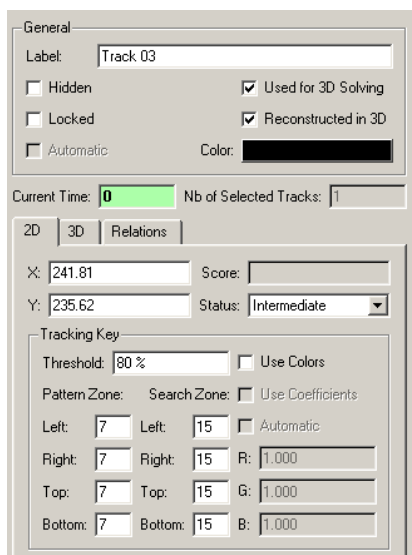 General
Label: Track 03
Hidden Used for 3D Solving
Locked Reconstructed in 3D
Automatic Color:
Current Time: 0 Nb of Selected Tracks: 1
2D 3D Relations
X: 241.81 Score:
Y: 235.62 Status: Intermediate
Tracking Key
Threshold: 80 % Use Colors
Pattern Zone: Search Zone: Use Coefficients
Left: 7 Left: 15 Automatic
Right: 7 Right: 15 R: 1.000
Top: 7 Top: 15 G: 1.000
Bottom: 7 Bottom: 15 B: 1.000